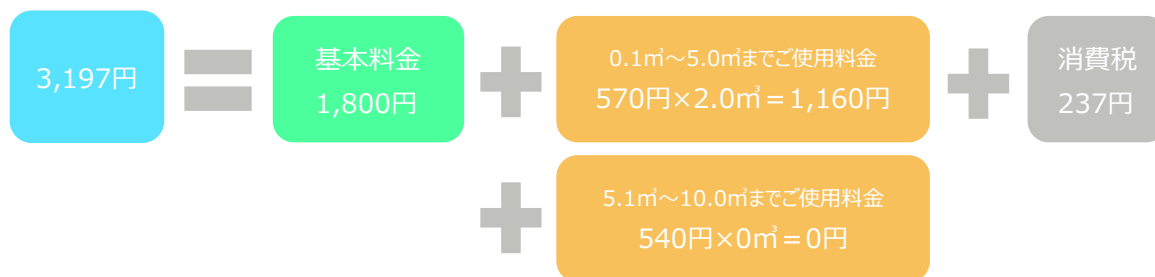 3,197円
基本料金
1,800円
0.1㎥～5.0㎥までご使用料金
570円×2.0㎥＝1,160円
消費税
237円
5.1㎥～10.0㎥までご使用料金
540円×0㎥＝0円